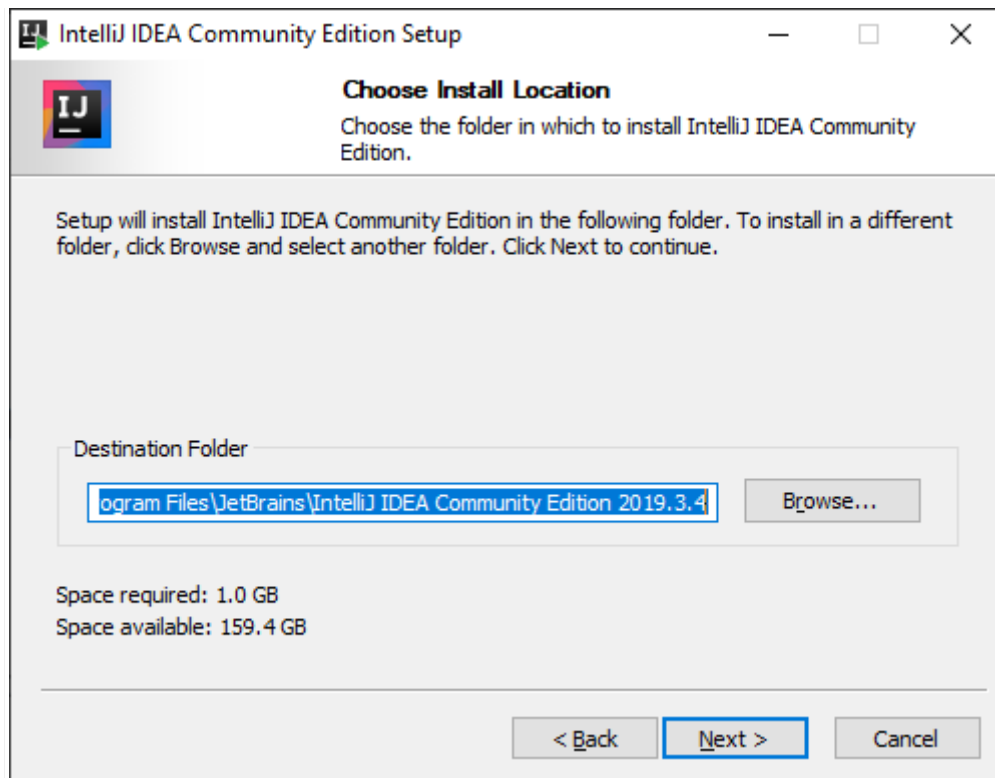 IntelliJ IDEA Community Edition Setup
IJ
Choose Install Location
Choose the folder in which to install IntelliJ IDEA Community
Edition.
Setup will install IntelliJ IDEA Community Edition in the following folder. To install in a different
folder, click Browse and select another folder. Click Next to continue.
Destination Folder
ogram Files\JetBrains\IntelliJ IDEA Community Edition 2019.3.4
Browse...
Space required: 1.0 GB
Space available: 159.4 GB
< Back
Next >
Cancel